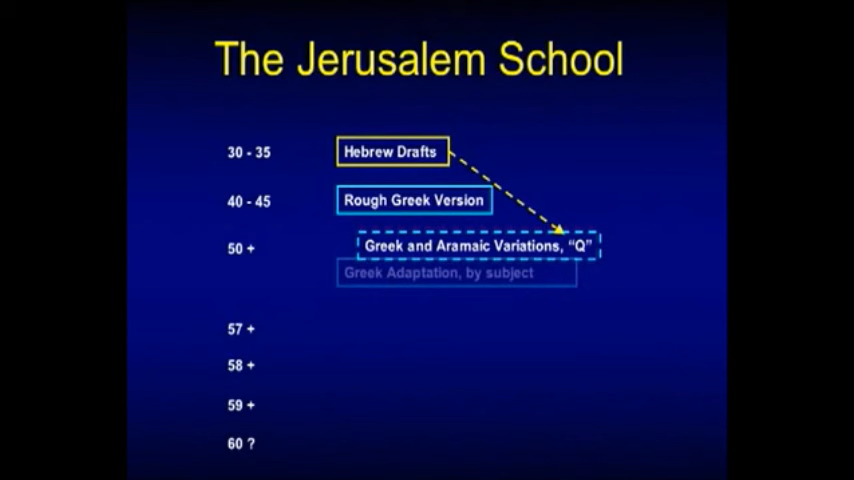 The Jerusalem School
30 - 35 Hebrew Drafts
40 - 45 Rough Greek Version
50 + Greek and Aramaic Variations, “Q”
Greek Adaptation, by subject
57 +
58 +
59 +
60 ?